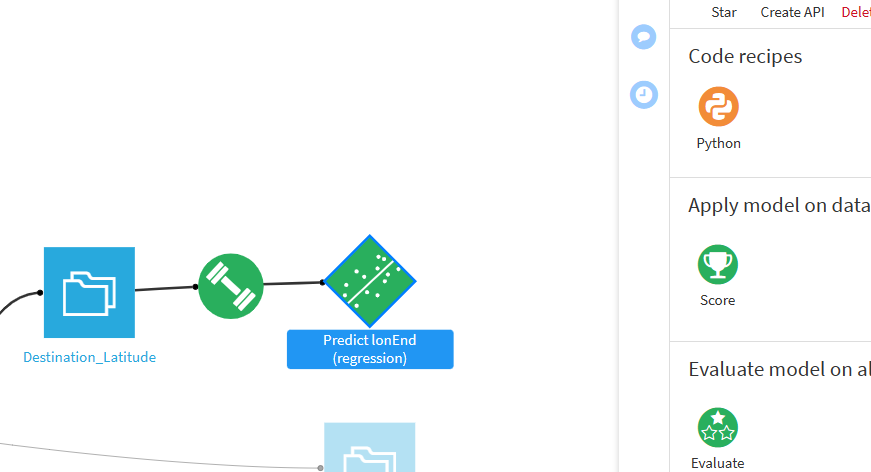 Star Create API
Code recipes
Python
Apply model on data
Score
Evaluate model on
Evaluate
Destination_Latitude
Predict lonEnd
(regression)